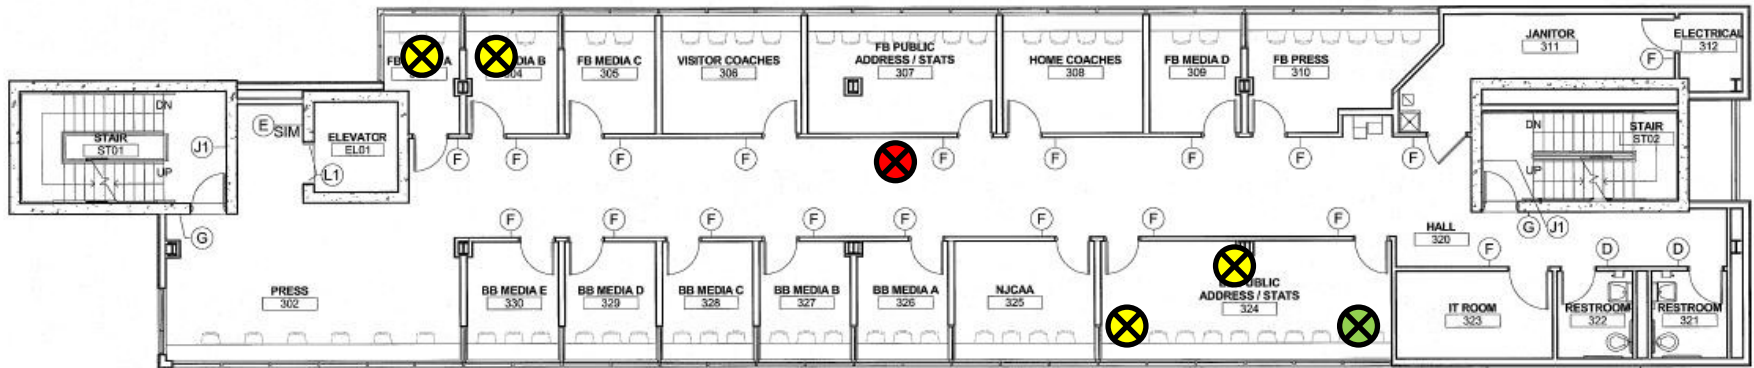 FB
A
DIA B
304
FB MEDIA C
305
VISITOR COACHES
306
FB PUBLIC
ADDRESS / STATS
307
HOME COACHES
308
FB MEDIA D
309
FB PRESS
310
JANITOR
311
ELECTRICAL
312
F
DN
STAIR
ST01
UP
J1
E
SIM
ELEVATOR
EL01
L1
G
F
F
F
F
F
F
F
F
DN
STAIR
ST02
UP
G
J1
F
F
F
F
F
F
F
HALL
320
F
D
D
PRESS
302
BB MEDIA E
330
BB MEDIA D
329
BB MEDIA C
328
BB MEDIA B
327
BB MEDIA A
326
NJCAA
325
UBLIC
ADDRESS / STATS
324
IT ROOM
323
RESTROOM
322
RESTROOM
321